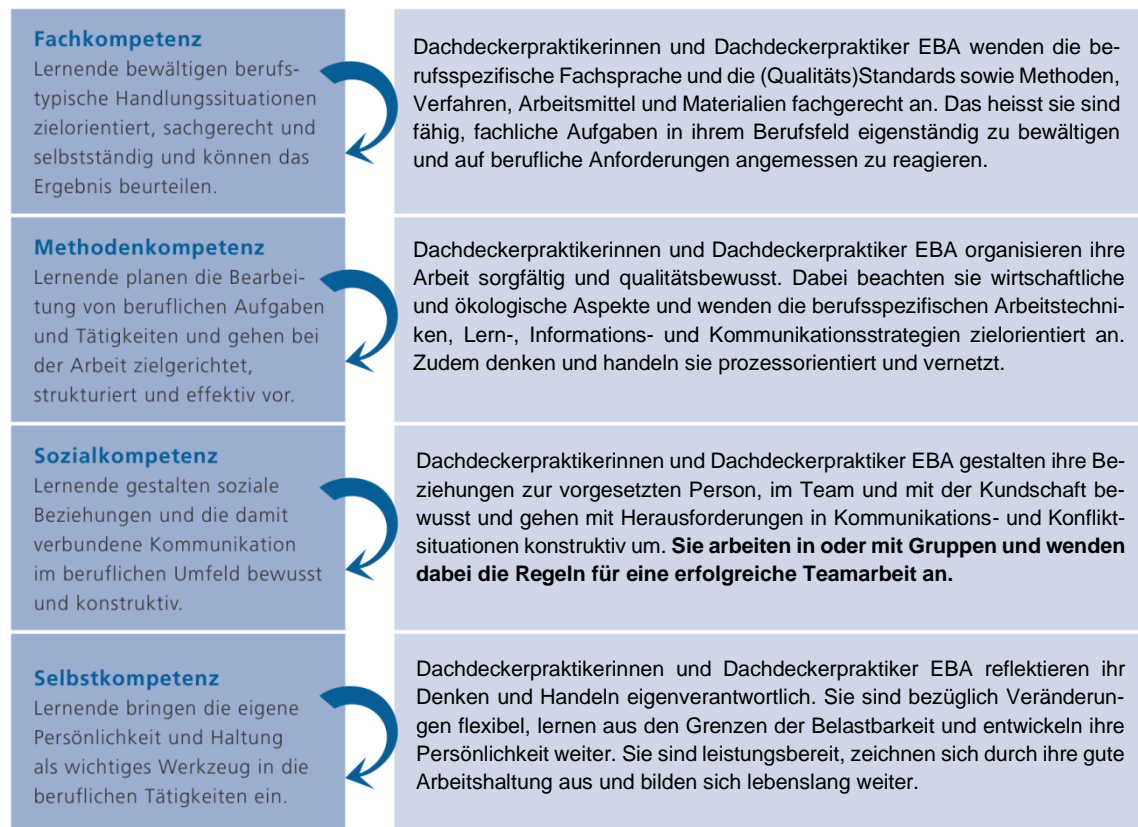 Fachkompetenz
Lernende bewältigen berufs-
typische Handlungssituationen
zielorientiert, sachgerecht und
selbstständig und können das
Ergebnis beurteilen.
Dachdeckerpraktikerinnen und Dachdeckerpraktiker EBA wenden die be-
rufsspezifische Fachsprache und die (Qualitäts)Standards sowie Methoden,
Verfahren, Arbeitsmittel und Materialien fachgerecht an. Das heisst sie sind
fähig, fachliche Aufgaben in ihrem Berufsfeld eigenständig zu bewältigen
und auf berufliche Anforderungen angemessen zu reagieren.
Methodenkompetenz
Lernende planen die Bearbei-
tung von beruflichen Aufgaben
und Tätigkeiten und gehen bei
der Arbeit zielgerichtet,
strukturiert und effektiv vor.
Dachdeckerpraktikerinnen und Dachdeckerpraktiker EBA organisieren ihre
Arbeit sorgfältig und qualitätsbewusst. Dabei beachten sie wirtschaftliche
und ökologische Aspekte und wenden die berufsspezifischen Arbeitstechni-
ken, Lern-, Informations- und Kommunikationsstrategien zielorientiert an.
Zudem denken und handeln sie prozessorientiert und vernetzt.
Sozialkompetenz
Lernende gestalten soziale
Beziehungen und die damit
verbundene Kommunikation
im beruflichen Umfeld bewusst
und konstruktiv.
Dachdeckerpraktikerinnen und Dachdeckerpraktiker EBA gestalten ihre Be-
ziehungen zur vorgesetzten Person, im Team und mit der Kundschaft be-
wusst und gehen mit Herausforderungen in Kommunikations- und Konflikt-
situationen konstruktiv um. Sie arbeiten in oder mit Gruppen und wenden
dabei die Regeln für eine erfolgreiche Teamarbeit an.
Selbstkompetenz
Lernende bringen die eigene
Persönlichkeit und Haltung
als wichtiges Werkzeug in die
beruflichen Tätigkeiten ein.
Dachdeckerpraktikerinnen und Dachdeckerpraktiker EBA reflektieren ihr
Denken und Handeln eigenverantwortlich. Sie sind bezüglich Veränderun-
gen flexibel, lernen aus den Grenzen der Belastbarkeit und entwickeln ihre
Persönlichkeit weiter. Sie sind leistungsbereit, zeichnen sich durch ihre gute
Arbeitshaltung aus und bilden sich lebenslang weiter.